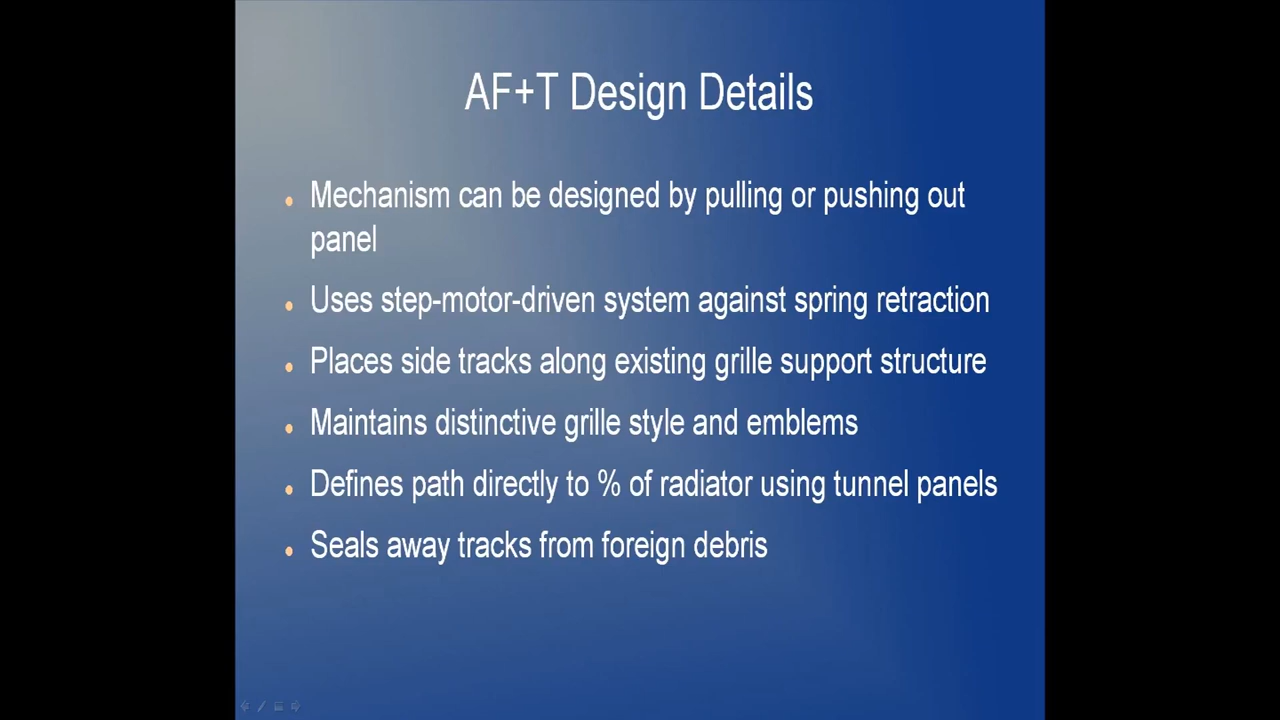 AF+T Design Details
Mechanism can be designed by pulling or pushing out
panel
Uses step-motor-driven system against spring retraction
Places side tracks along existing grille support structure
Maintains distinctive grille style and emblems
Defines path directly to % of radiator using tunnel panels
Seals away tracks from foreign debris